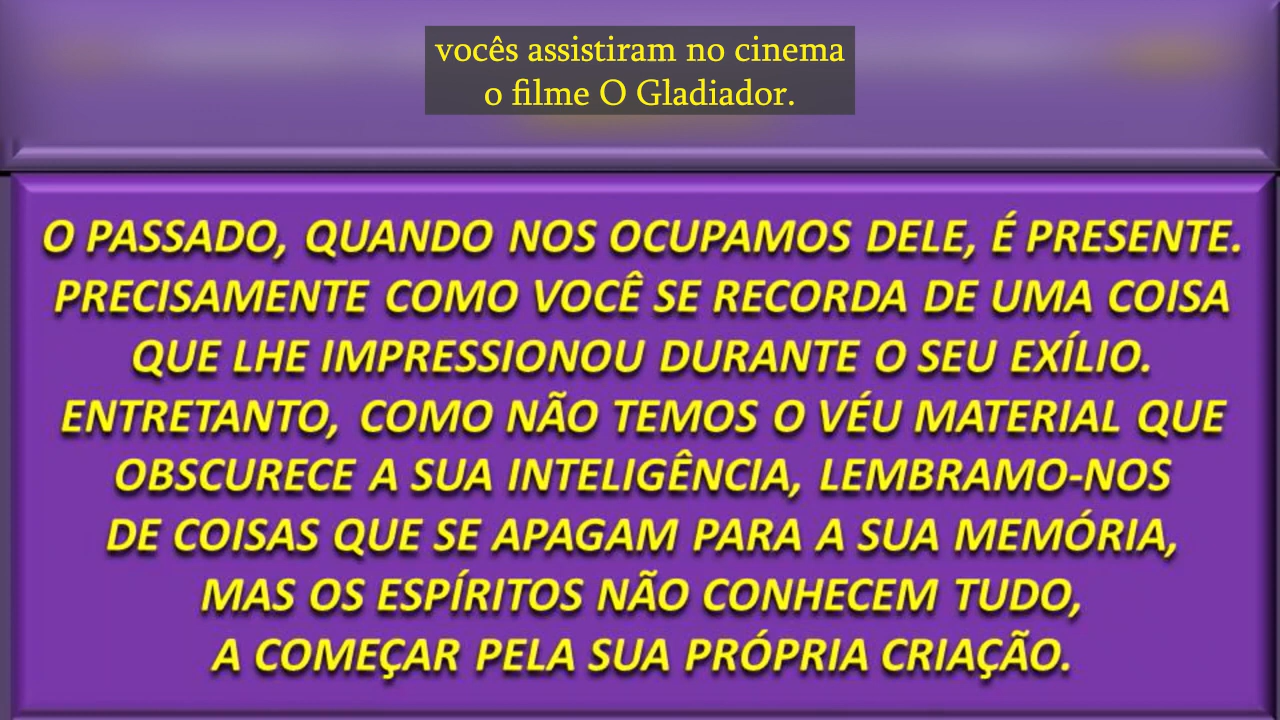 vocês assistiram no cinema
o filme O Gladiador.
O PASSADO, QUANDO NOS OCUPAMOS DELE, É PRESENTE.
PRECISAMENTE COMO VOCÊ SE RECORDA DE UMA COISA
QUE LHE IMPRESSIONOU DURANTE O SEU EXÍLIO.
ENTRETANTO, COMO NÃO TEMOS O VÉU MATERIAL QUE
OBSCURECE A SUA INTELIGÊNCIA, LEMBRAMO-NOS
DE COISAS QUE SE APAGAM PARA A SUA MEMÓRIA,
MAS OS ESPÍRITOS NÃO CONHECEM TUDO,
A COMEÇAR PELA SUA PRÓPRIA CRIAÇÃO.